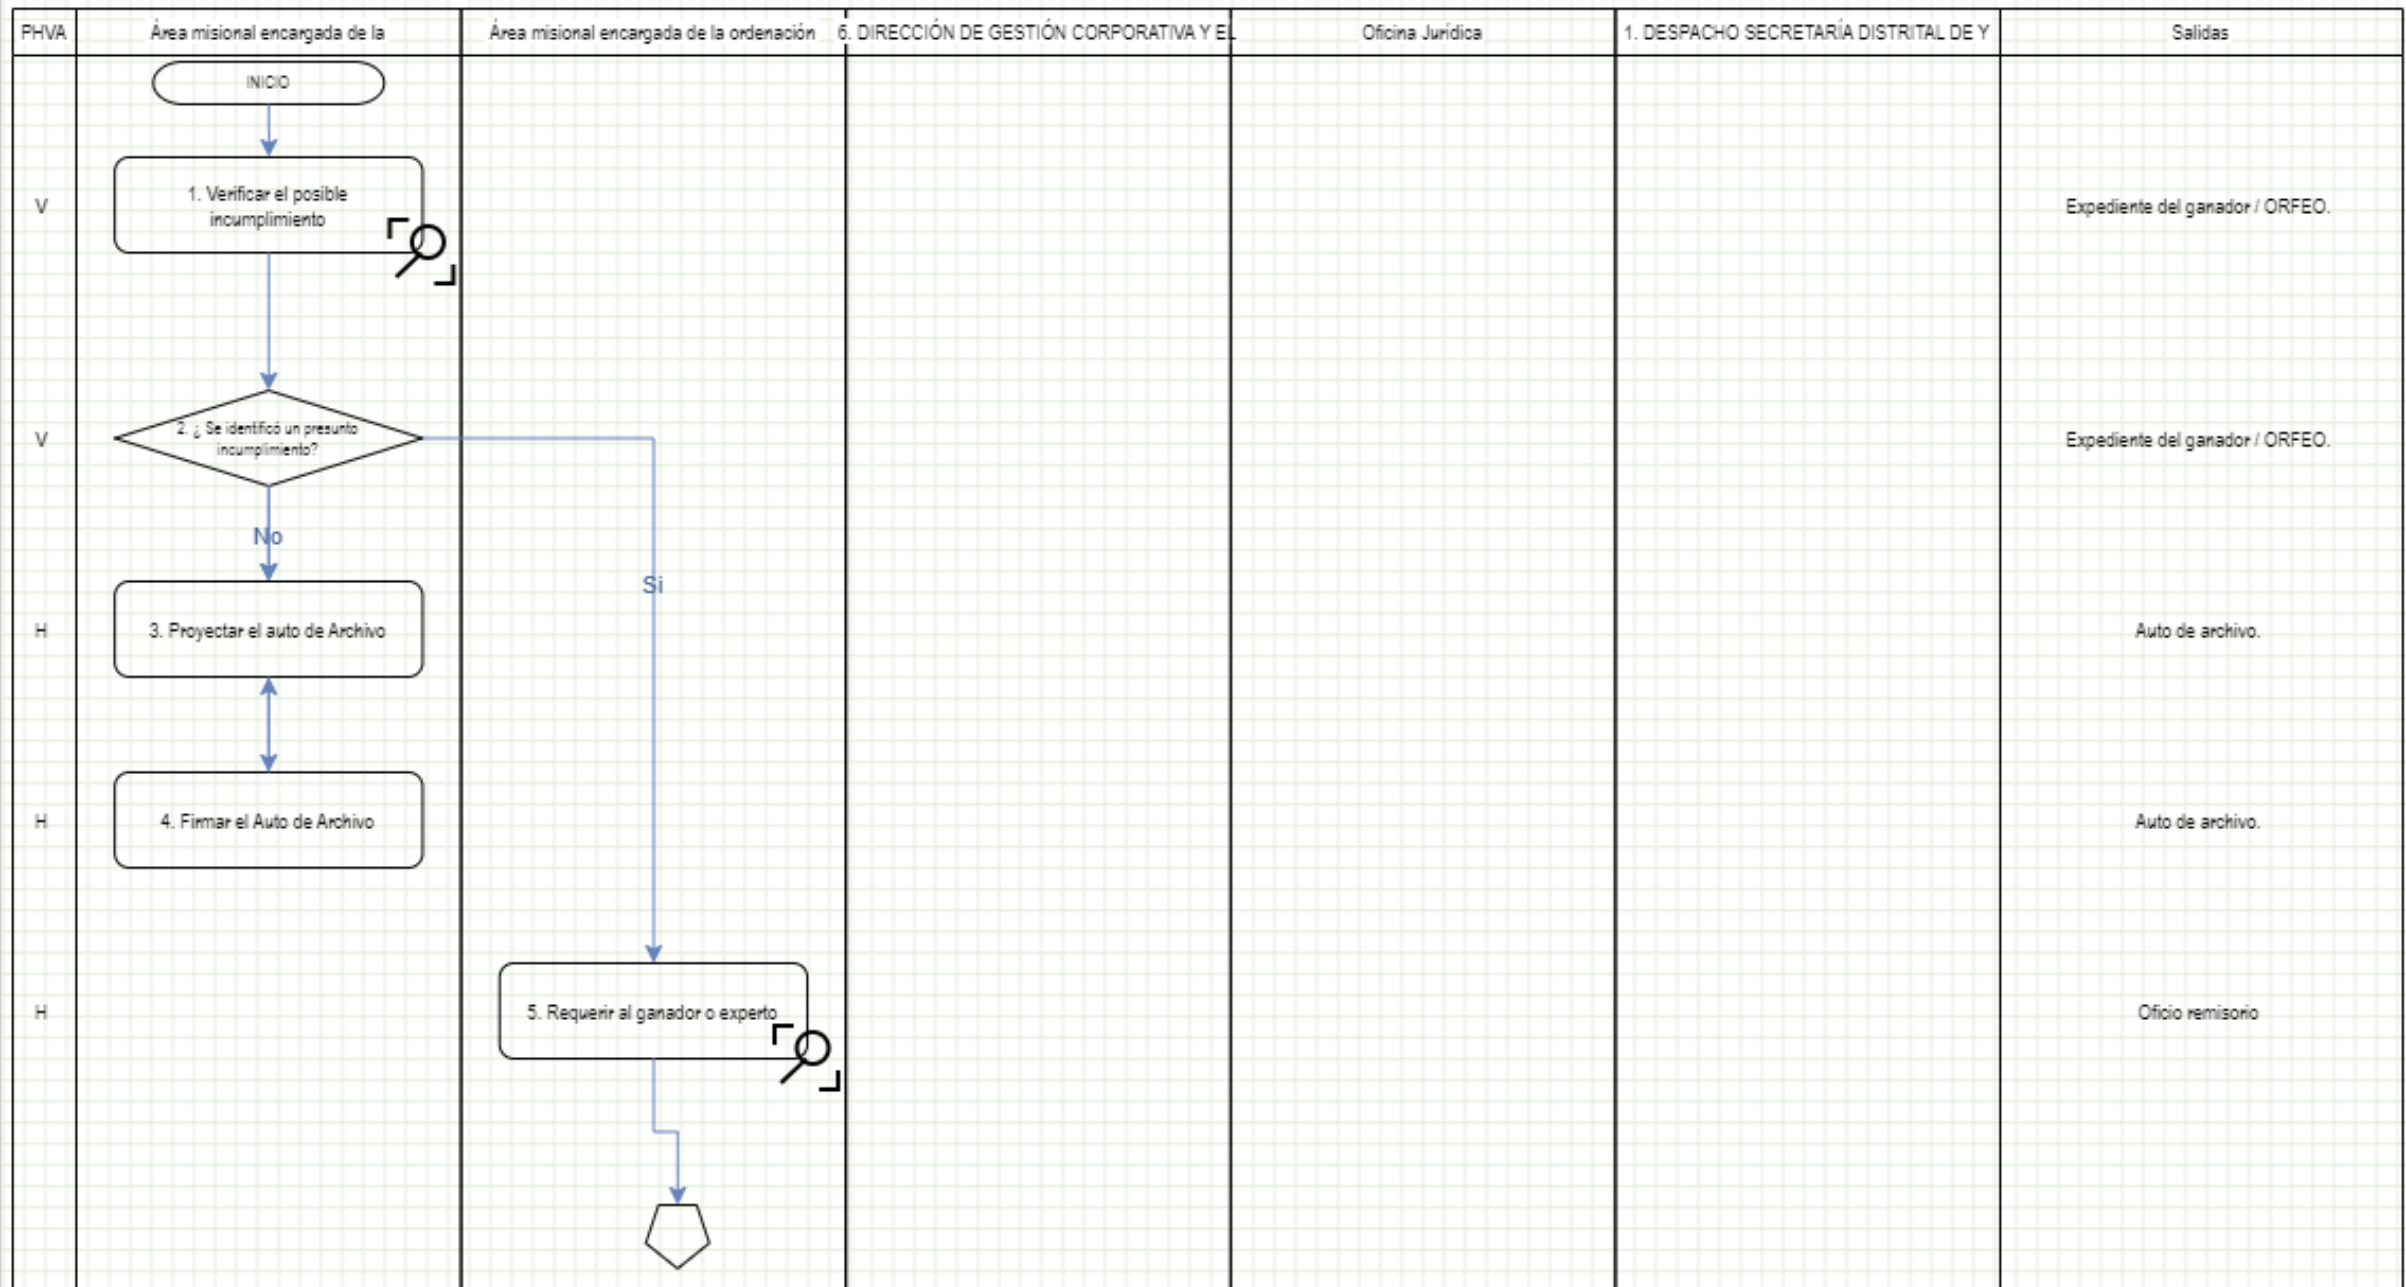 PHVA
Área misional encargada de la
Área misional encargada de la ordenación
6. DIRECCIÓN DE GESTIÓN CORPORATIVA Y EL
Oficina Jurídica
1. DESPACHO SECRETARÍA DISTRITAL DE Y
Salidas
INICIO
V
1. Verificar el posible
incumplimiento
Expediente del ganador / ORFEO.
V
2. ¿ Se identificó un presunto
incumplimiento?
Expediente del ganador / ORFEO.
No
Si
H
3. Proyectar el auto de Archivo
Auto de archivo.
H
4. Firmar el Auto de Archivo
Auto de archivo.
H
5. Requerir al ganador o experto
Oficio remisorio